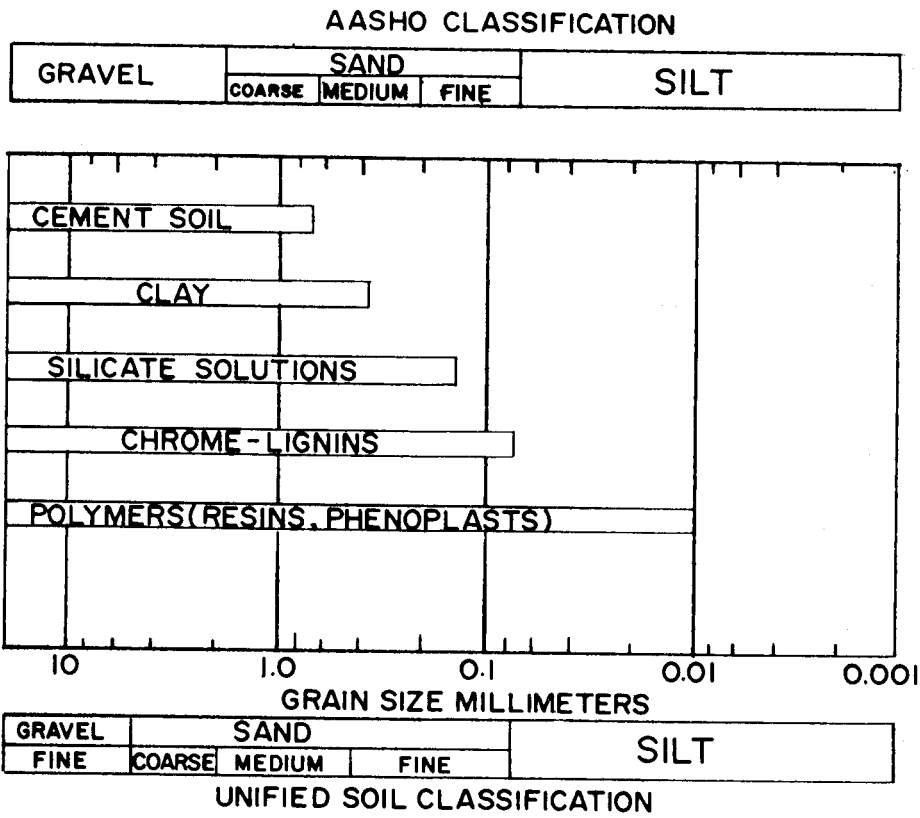 AASHO CLASSIFICATION
GRAVEL SAND SILT
COARSE MEDIUM FINE
CEMENT SOIL
CLAY
SILICATE SOLUTIONS
CHROME-LIGNINS
POLYMERS(RESINS, PHENOPLASTS)
10 1.0 0.1 0.01 0.001
GRAIN SIZE MILLIMETERS
GRAVEL SAND SILT
FINE COARSE MEDIUM FINE
UNIFIED SOIL CLASSIFICATION